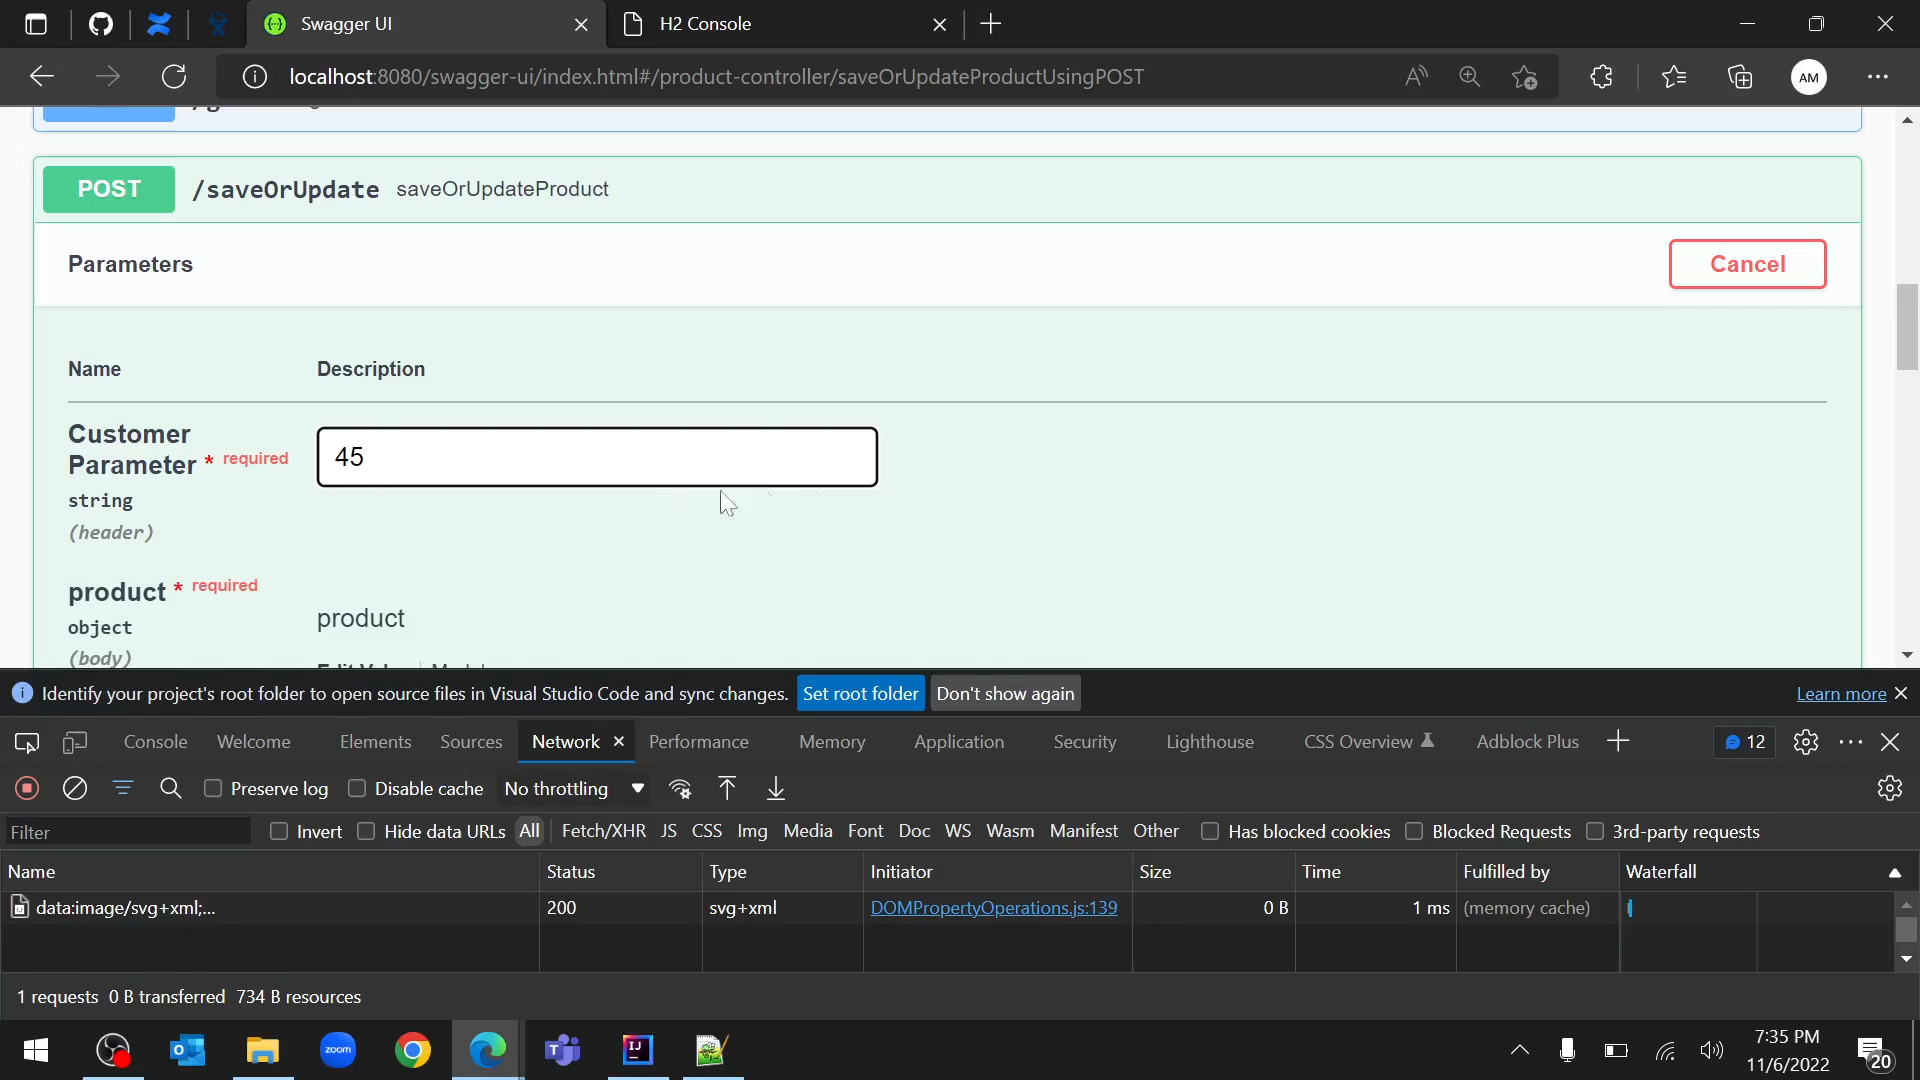 Swagger UI
H2 Console
localhost:8080/swagger-ui/index.html#/product-controller/saveOrUpdateProductUsingPOST
AM
POST /saveOrUpdate saveOrUpdateProduct
Parameters
Cancel
Name Description
Customer
Parameter * required
45
string
(header)
product * required
product
object
(body)
Identify your project's root folder to open source files in Visual Studio Code and sync changes. Set root folder Don't show again Learn more
Console Welcome Elements Sources Network Performance Memory Application Security Lighthouse CSS Overview Adblock Plus 12
Preserve log Disable cache No throttling
Filter Invert Hide data URLs All Fetch/XHR JS CSS Img Media Font Doc WS Wasm Manifest Other Has blocked cookies Blocked Requests 3rd-party requests
Name Status Type Initiator Size Time Fulfilled by Waterfall
data:image/svg+xml;... 200 svg+xml DOMPropertyOperations.js:139 0 B 1 ms (memory cache)
1 requests 0 B transferred 734 B resources
zoom
IJ
7:35 PM
11/6/2022
20